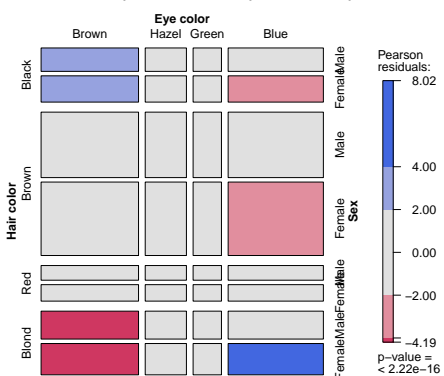 Eye color
Brown Hazel Green Blue
Hair color
Black
Brown
Red
Blond
Male
Female
Male
Female
Male
Female
Male
Female
Sex
Pearson
residuals:
8.02
4.00
2.00
0.00
−2.00
−4.19
p−value =
< 2.22e−16